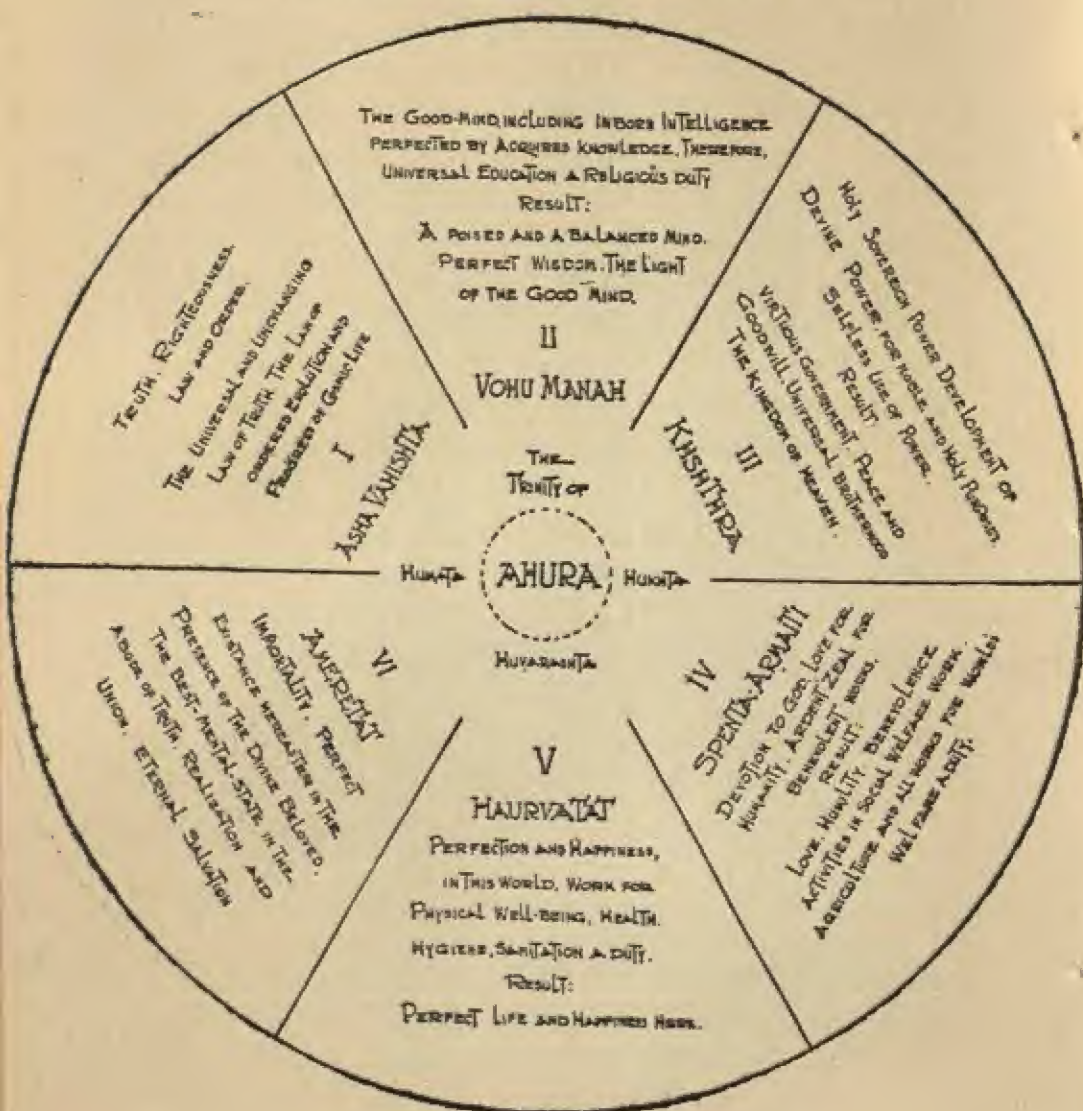 TRUTH, RIGHTEOUSNESS,
LAW AND ORDER.
THE UNIVERSAL AND UNCHANGING
LAW OF TRUTH. THE LAW OF
ORDERED EVOLUTION AND
PROGRESS OF GOOD LIFE
I
ASHA VAHISHTA
THE GOOD-MIND, INCLUDING INBORN INTELLIGENCE
PERFECTED BY ACQUIRED KNOWLEDGE, THEREFORE,
UNIVERSAL EDUCATION A RELIGIOUS DUTY
RESULT:
A POISED AND A BALANCED MIND.
PERFECT WISDOM. THE LIGHT
OF THE GOOD MIND.
II
VOHU MANAH
HOLY SOVEREIGN POWER DEVELOPMENT OF
DEVINE POWER, FOR NOBLE AND HOLY PURPOSES.
SELFLESS USE OF POWER.
RESULT:
VIRTUOUS GOVERNMENT, PEACE AND
GOODWILL, UNIVERSAL BROTHERHOOD
THE KINGDOM OF HEAVEN.
III
KHSHTHRA
THE
TRINITY OF
HUMATA
AHURA
HUKHTA
HUVARASHTA
IV
SPENTA-ARMAITI
DEVOTION TO GOD, LOVE FOR
HUMANITY, ARDENT ZEAL FOR
BENEVOLENT WORKS.
RESULT:
LOVE, HUMILITY, BENEVOLENCE
ACTIVITIES IN SOCIAL WELFARE WORK.
AGRICULTURE AND ALL WORKS FOR WORLDS
WELFARE A DUTY.
V
HAURVATAT
PERFECTION AND HAPPINESS,
IN THIS WORLD, WORK FOR
PHYSICAL WELL-BEING, HEALTH.
HYGIENE, SANITATION A DUTY.
RESULT:
PERFECT LIFE AND HAPPINESS HERE.
VI
AMERETAT
IMMORTALITY, PERFECT
EXISTANCE HEREAFTER IN THE
PRESENCE OF THE DIVINE BELOVED,
THE BEST-MENTAL-STATE IN THE
ABODE OF TRUTH, REALIZATION AND
UNION. ETERNAL SALVATION